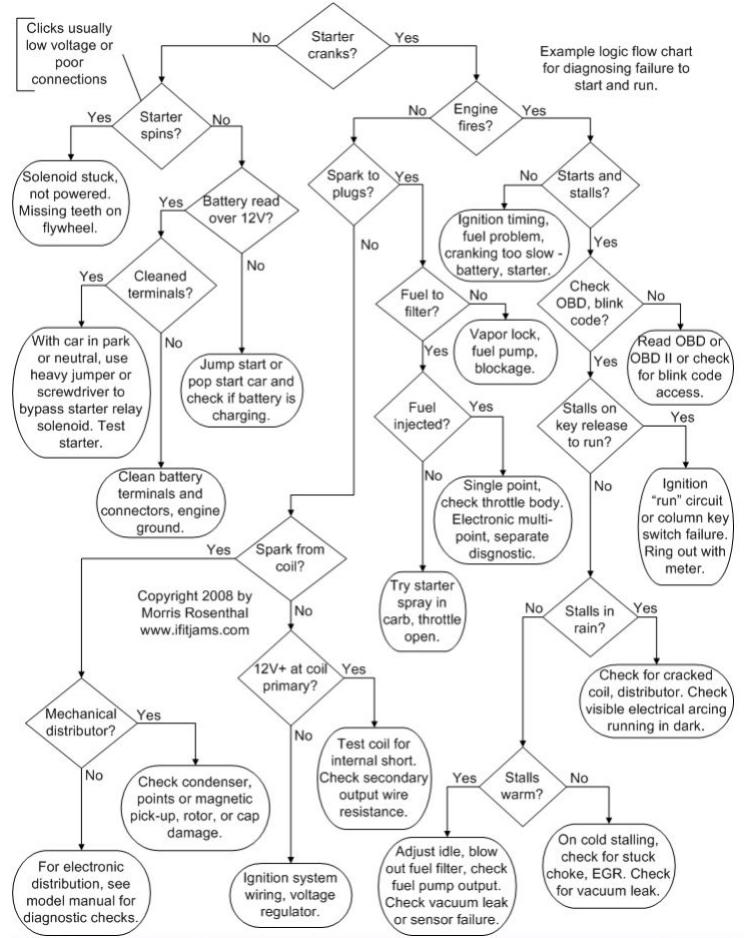 Clicks usually
low voltage or
poor
connections
Starter
cranks?
No
Yes
Example logic flow chart
for diagnosing failure to
start and run.
Starter
spins?
Yes
No
Engine
fires?
No
Yes
Solenoid stuck,
not powered.
Missing teeth on
flywheel.
Battery read
over 12V?
Yes
No
Spark to
plugs?
Yes
No
Starts and
stalls?
No
Yes
Ignition timing,
fuel problem,
cranking too slow -
battery, starter.
Cleaned
terminals?
Yes
No
Fuel to
filter?
No
Yes
Check
OBD, blink
code?
No
Yes
With car in park
or neutral, use
heavy jumper or
screwdriver to
bypass starter relay
solenoid. Test
starter.
Jump start or
pop start car and
check if battery is
charging.
Vapor lock,
fuel pump,
blockage.
Read OBD or
OBD II or check
for blink code
access.
Fuel
injected?
Yes
No
Stalls on
key release
to run?
Yes
No
Clean battery
terminals and
connectors, engine
ground.
Single point,
check throttle body.
Electronic multi-
point, separate
disgnostic.
Ignition
“run” circuit
or column key
switch failure.
Ring out with
meter.
Spark from
coil?
Yes
No
Copyright 2008 by
Morris Rosenthal
www.ifitjams.com
Try starter
spray in
carb, throttle
open.
Stalls in
rain?
No
Yes
12V+ at coil
primary?
Yes
No
Check for cracked
coil, distributor. Check
visible electrical arcing
running in dark.
Mechanical
distributor?
Yes
No
Test coil for
internal short.
Check secondary
output wire
resistance.
Stalls
warm?
Yes
No
Check condenser,
points or magnetic
pick-up, rotor, or cap
damage.
For electronic
distribution, see
model manual for
diagnostic checks.
Ignition system
wiring, voltage
regulator.
Adjust idle, blow
out fuel filter, check
fuel pump output.
Check vacuum leak
or sensor failure.
On cold stalling,
check for stuck
choke, EGR. Check
for vacuum leak.